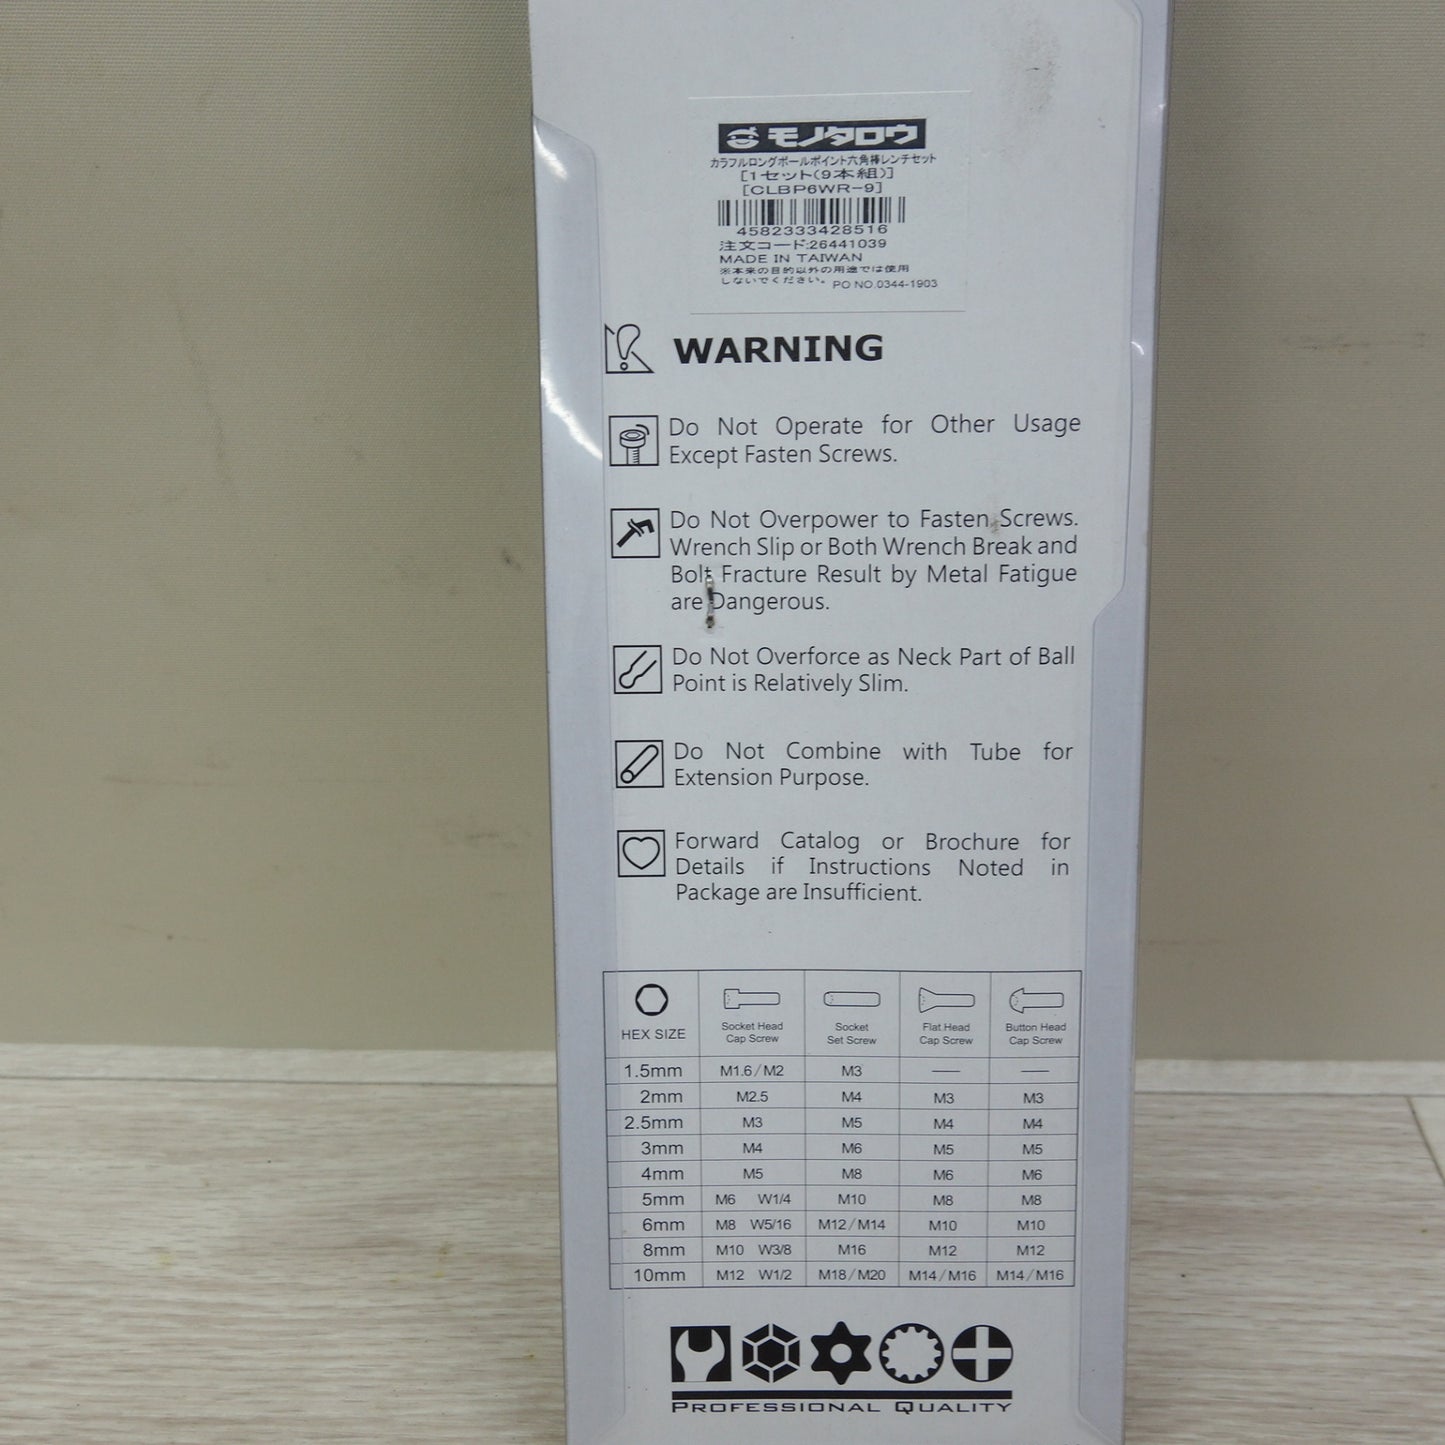 モノタロウ
カラフルロングボールポイント六角棒レンチセット
[1セット(9本組)]
[CLBP6WR-9]
4582333428516
注文コード:26441039
MADE IN TAIWAN
※本来の目的以外の用途では使用
しないでください。 PO NO.0344-1903
WARNING
Do Not Operate for Other Usage
Except Fasten Screws.
Do Not Overpower to Fasten Screws.
Wrench Slip or Both Wrench Break and
Bolt Fracture Result by Metal Fatigue
are Dangerous.
Do Not Overforce as Neck Part of Ball
Point is Relatively Slim.
Do Not Combine with Tube for
Extension Purpose.
Forward Catalog or Brochure for
Details if Instructions Noted in
Package are Insufficient.
HEX SIZE Socket Head Cap Screw Socket Set Screw Flat Head Cap Screw Button Head Cap Screw
1.5mm M1.6/M2 M3 — —
2mm M2.5 M4 M3 M3
2.5mm M3 M5 M4 M4
3mm M4 M6 M5 M5
4mm M5 M8 M6 M6
5mm M6 W1/4 M10 M8 M8
6mm M8 W5/16 M12/M14 M10 M10
8mm M10 W3/8 M16 M12 M12
10mm M12 W1/2 M18/M20 M14/M16 M14/M16
PROFESSIONAL QUALITY